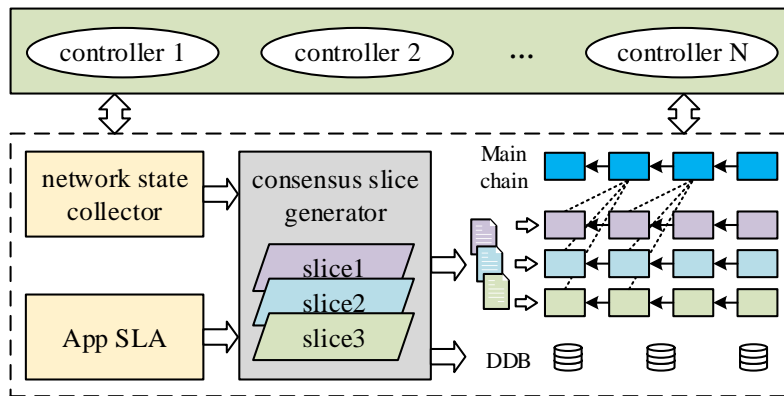 controller 1
controller 2
...
controller N
network state
collector
App SLA
consensus slice
generator
slice1
slice2
slice3
Main
chain
DDB